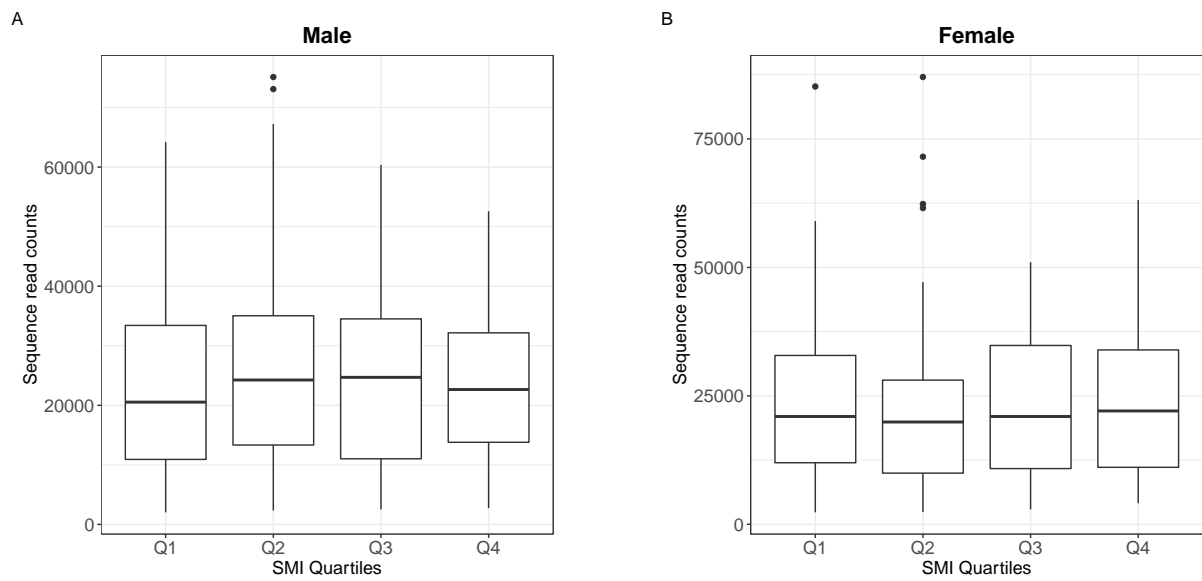 A
Male
Sequence read counts
60000
40000
20000
0
Q1 Q2 Q3 Q4
SMI Quartiles
B
Female
Sequence read counts
75000
50000
25000
0
Q1 Q2 Q3 Q4
SMI Quartiles